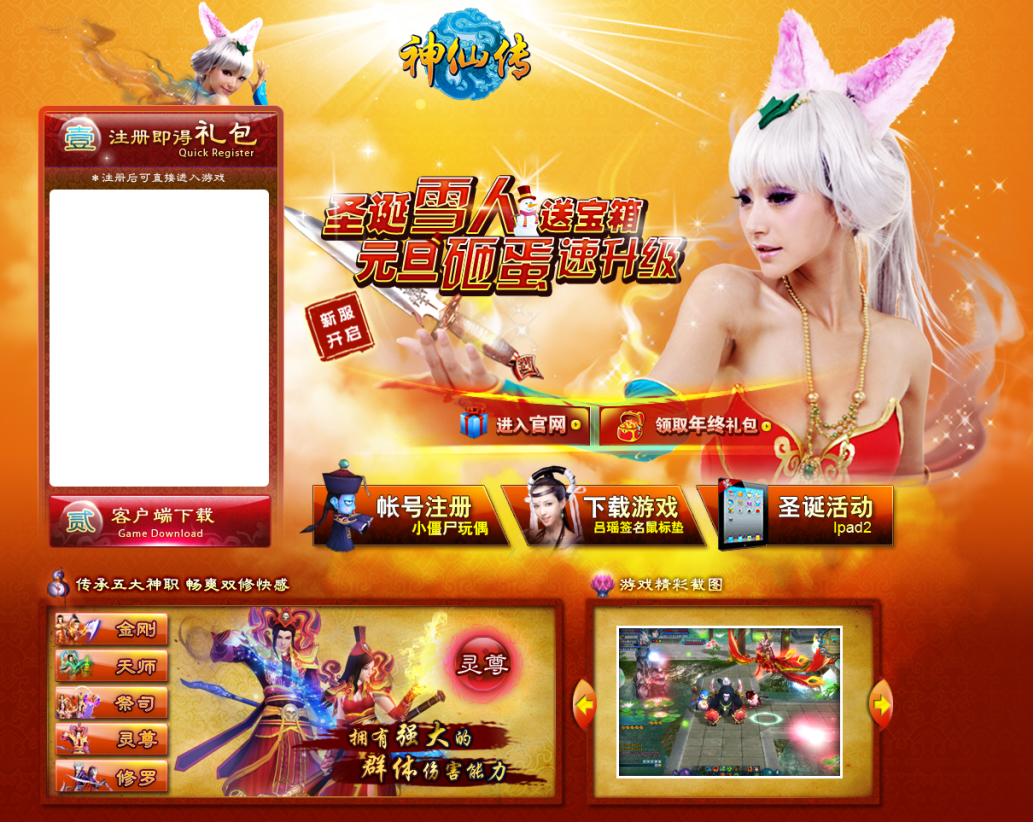 神仙传
壹
注册即得礼包
Quick Register
*注册后可直接进入游戏
圣诞雪人送宝箱
元旦砸蛋速升级
新服
开启
进入官网
领取年终礼包
贰
客户端下载
Game Download
帐号注册
小僵尸玩偶
下载游戏
吕瑶签名鼠标垫
圣诞活动
Ipad2
传承五大神职 畅爽双修快感
游戏精彩截图
金刚
天师
祭司
灵尊
修罗
灵尊
拥有强大的
群体伤害能力